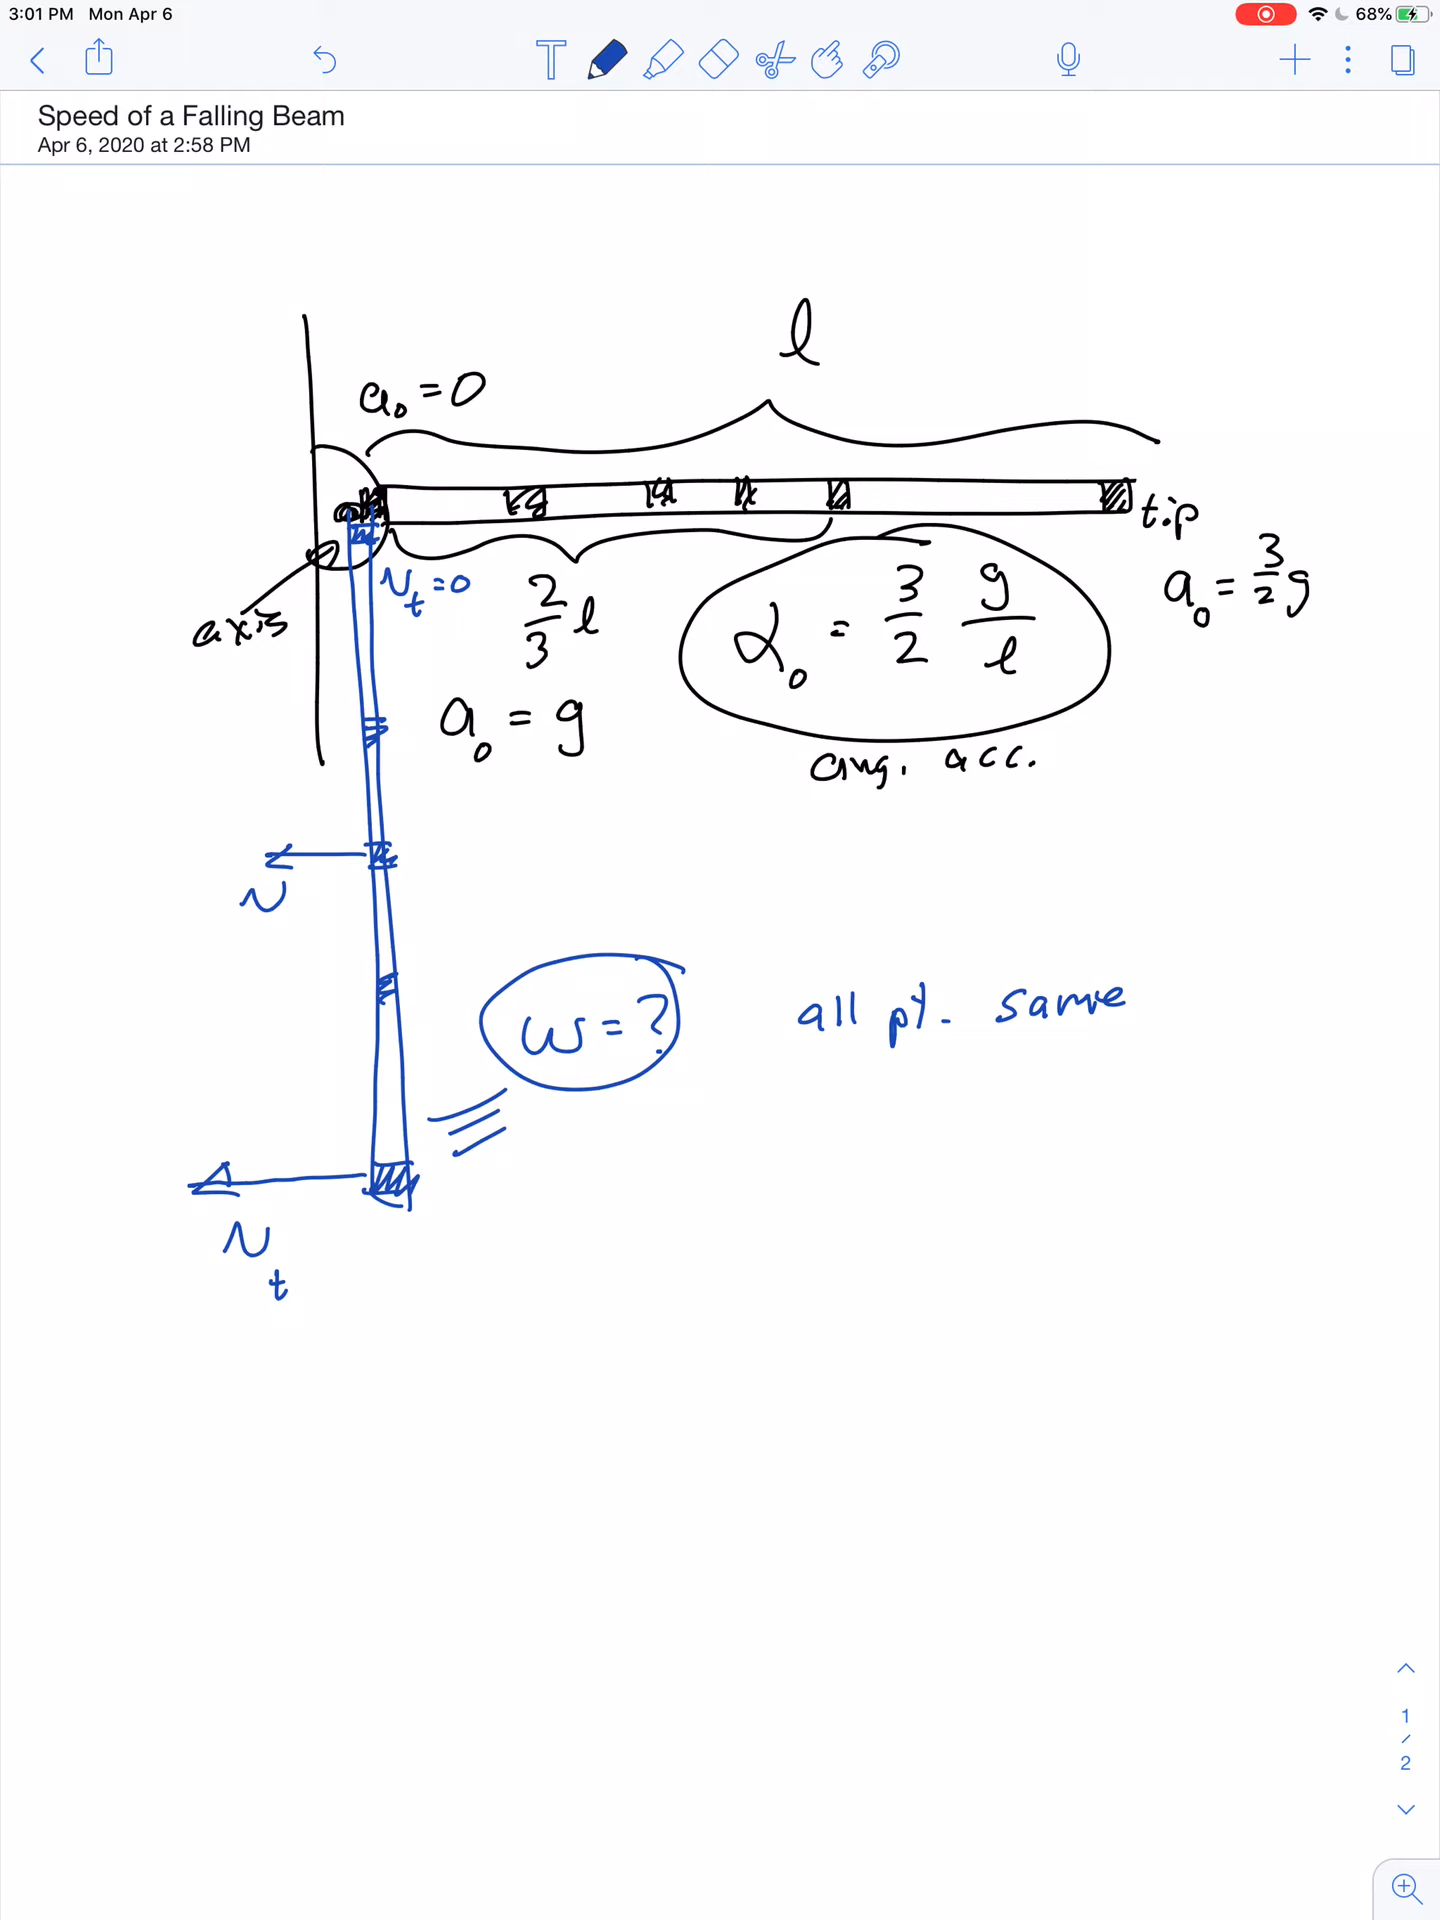 3:01 PM Mon Apr 6
68%
T
Speed of a Falling Beam
Apr 6, 2020 at 2:58 PM
l
a₀ = 0
tip
a₀ = 3/2 g
axis
v_t = 0
2/3 l
α₀ = 3/2 g/l
a₀ = g
ang. acc.
v
ω = ?
all pt. same
v_t
1
/
2